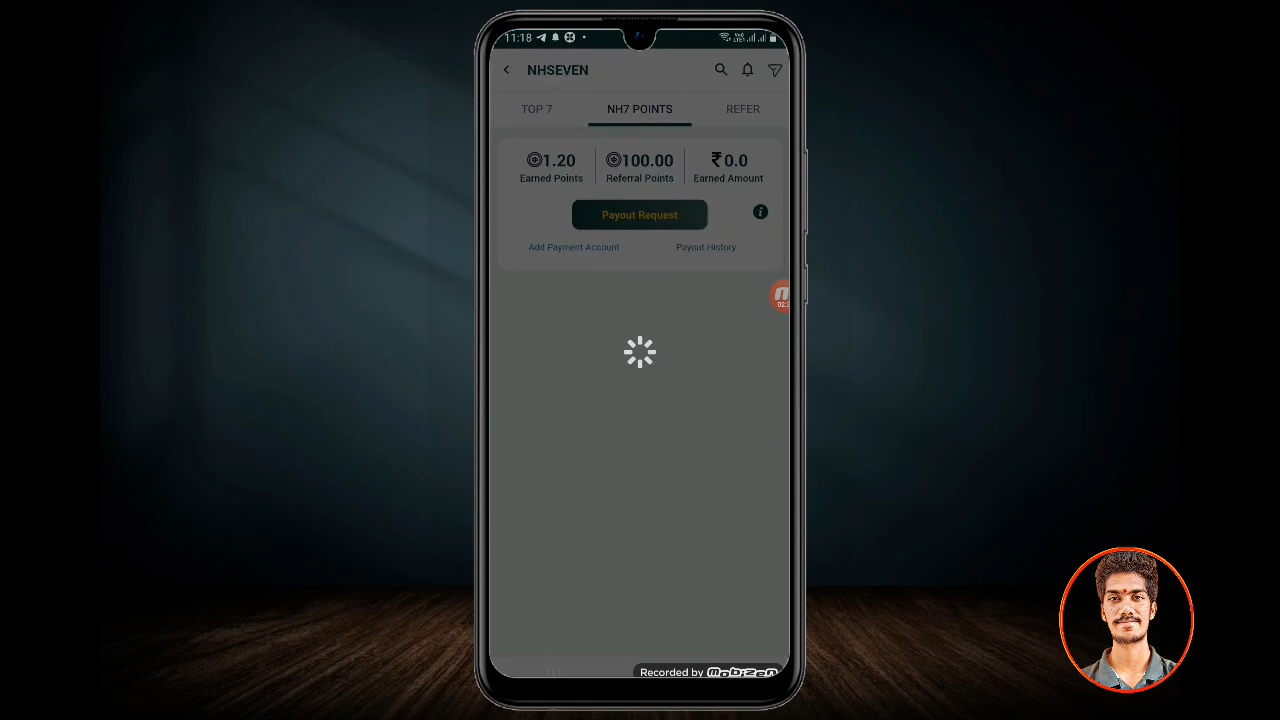 11:18
NHSEVEN
TOP 7 NH7 POINTS REFER
1.20 100.00 ₹0.0
Earned Points Referral Points Earned Amount
Payout Request
Add Payment Account Payout History
Recorded by MOBIZEN